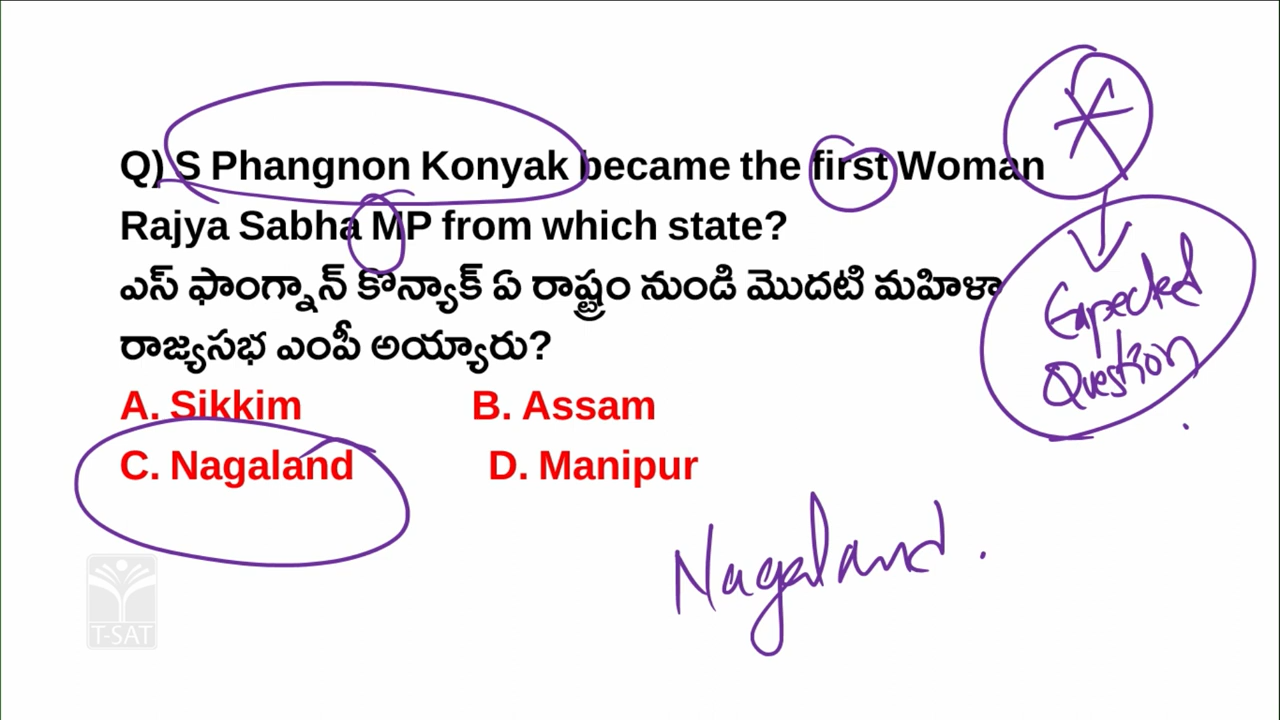 Q) S Phangnon Konyak became the first Woman
Rajya Sabha MP from which state?
ఎస్ ఫాంగ్నాన్ కొన్యాక్ ఏ రాష్ట్రం నుండి మొదటి మహిళా
రాజ్యసభ ఎంపీ అయ్యారు?
A. Sikkim B. Assam
C. Nagaland D. Manipur
Expected
Question
Nagaland.
T-SAT